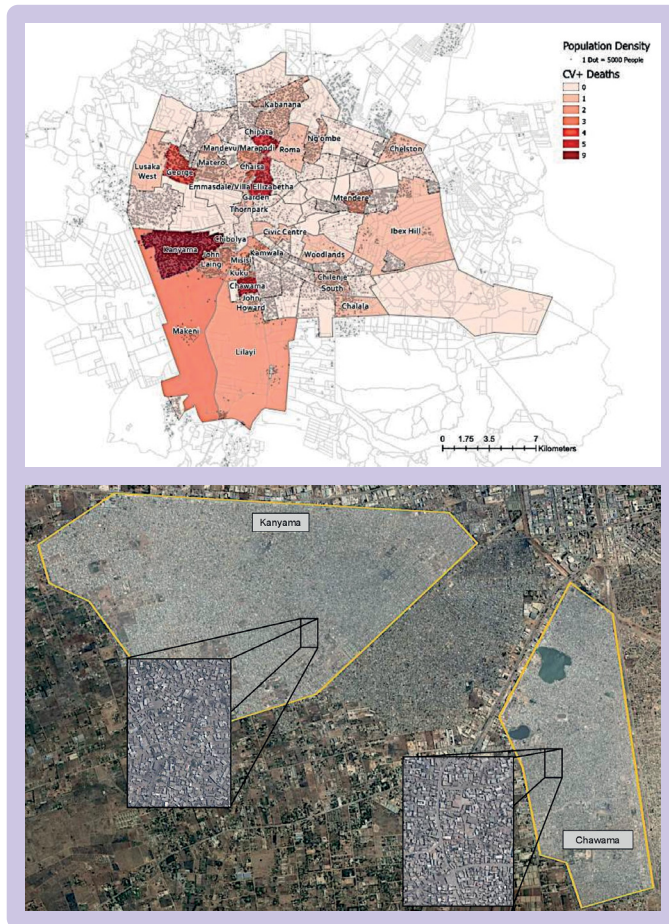 Population Density
1 Dot = 5000 People
CV+ Deaths
0
1
2
3
4
5
9
Kabanana
Chipata
Ng'ombe
Mandevu/Marapodi
Roma
Chelston
Matero
Chaisa
Lusaka
West
George
Emmasdale/Villa Elizabetha
Garden
Mtendere
Thornpark
Civic Centre
Ibex Hill
Chibolya
Kanyama
Kamwala
Woodlands
John
Laing
Misisi
Kuku
Chilenje
South
Chawama
John
Howard
Chalala
Makeni
Lilayi
0 1.75 3.5 7
Kilometers
Kanyama
Chawama